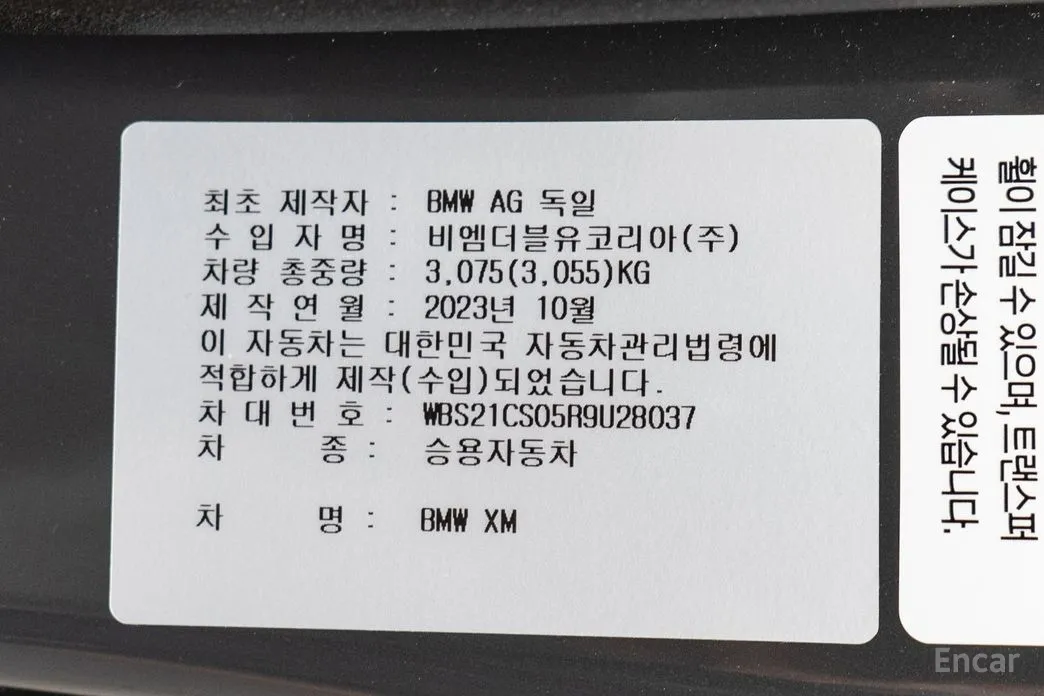 최초 제작자 : BMW AG 독일
수 입 자 명 : 비엠더블유코리아(주)
차량 총중량 : 3,075(3,055)KG
제 작 연 월 : 2023년 10월
이 자동차는 대한민국 자동차관리법령에
적합하게 제작(수입)되었습니다.
차 대 번 호 : WBS21CS05R9U28037
차 종 : 승용자동차
차 명 : BMW XM
휠이 잠길 수 있으며, 트랜스퍼
케이스가 손상될 수 있습니다.
Encar